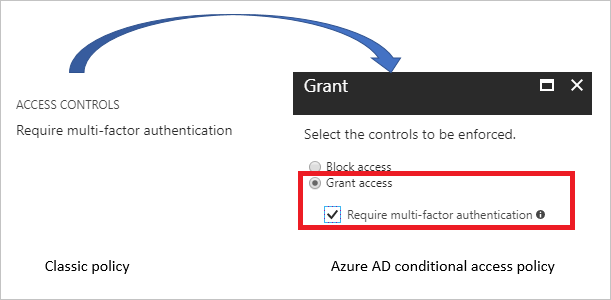 Grant
ACCESS CONTROLS
Require multi-factor authentication
Select the controls to be enforced.
Block access
Grant access
Require multi-factor authentication
Classic policy
Azure AD conditional access policy